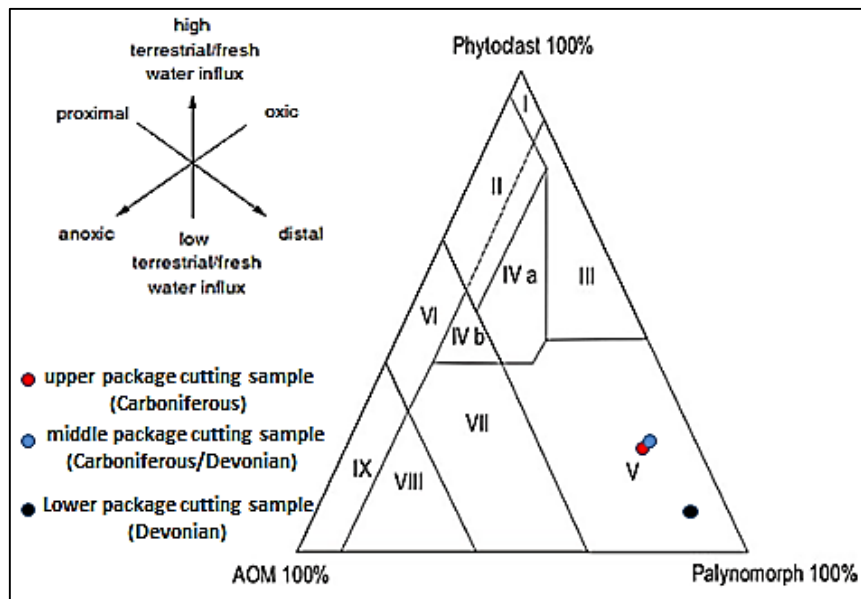 high
terrestrial/fresh
water influx
proximal
oxic
anoxic
distal
low
terrestrial/fresh
water influx
upper package cutting sample
(Carboniferous)
middle package cutting sample
(Carboniferous/Devonian)
Lower package cutting sample
(Devonian)
Phytoclast 100%
I
II
III
IV a
IV b
VI
VII
V
IX
VIII
AOM 100%
Palynomorph 100%